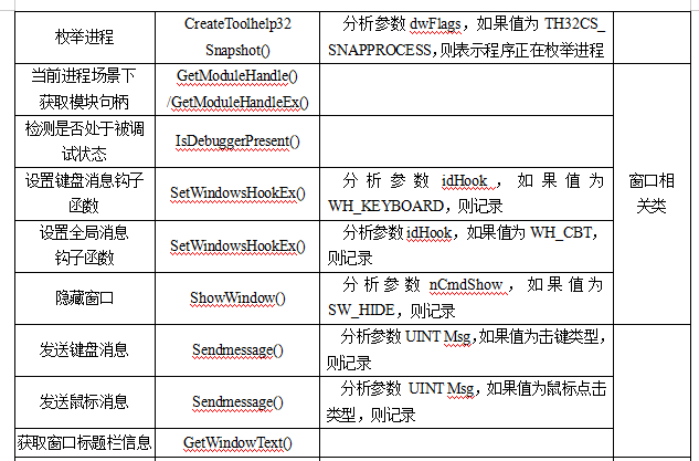 枚举进程
CreateToolhelp32
Snapshot()
分析参数 dwFlags，如果值为 TH32CS_
SNAPPROCESS，则表示程序正在枚举进程
当前进程场景下
获取模块句柄
GetModuleHandle()
/GetModuleHandleEx()
检测是否处于被调
试状态
IsDebuggerPresent()
设置键盘消息钩子
函数
SetWindowsHookEx()
分析参数 idHook，如果值为
WH_KEYBOARD，则记录
窗口相
关类
设置全局消息
钩子函数
SetWindowsHookEx()
分析参数 idHook，如果值为 WH_CBT，
则记录
隐藏窗口
ShowWindow()
分析参数 nCmdShow，如果值为
SW_HIDE，则记录
发送键盘消息
Sendmessage()
分析参数 UINT Msg，如果值为击键类型，
则记录
发送鼠标消息
Sendmessage()
分析参数 UINT Msg，如果值为鼠标点击
类型，则记录
获取窗口标题栏信息
GetWindowText()